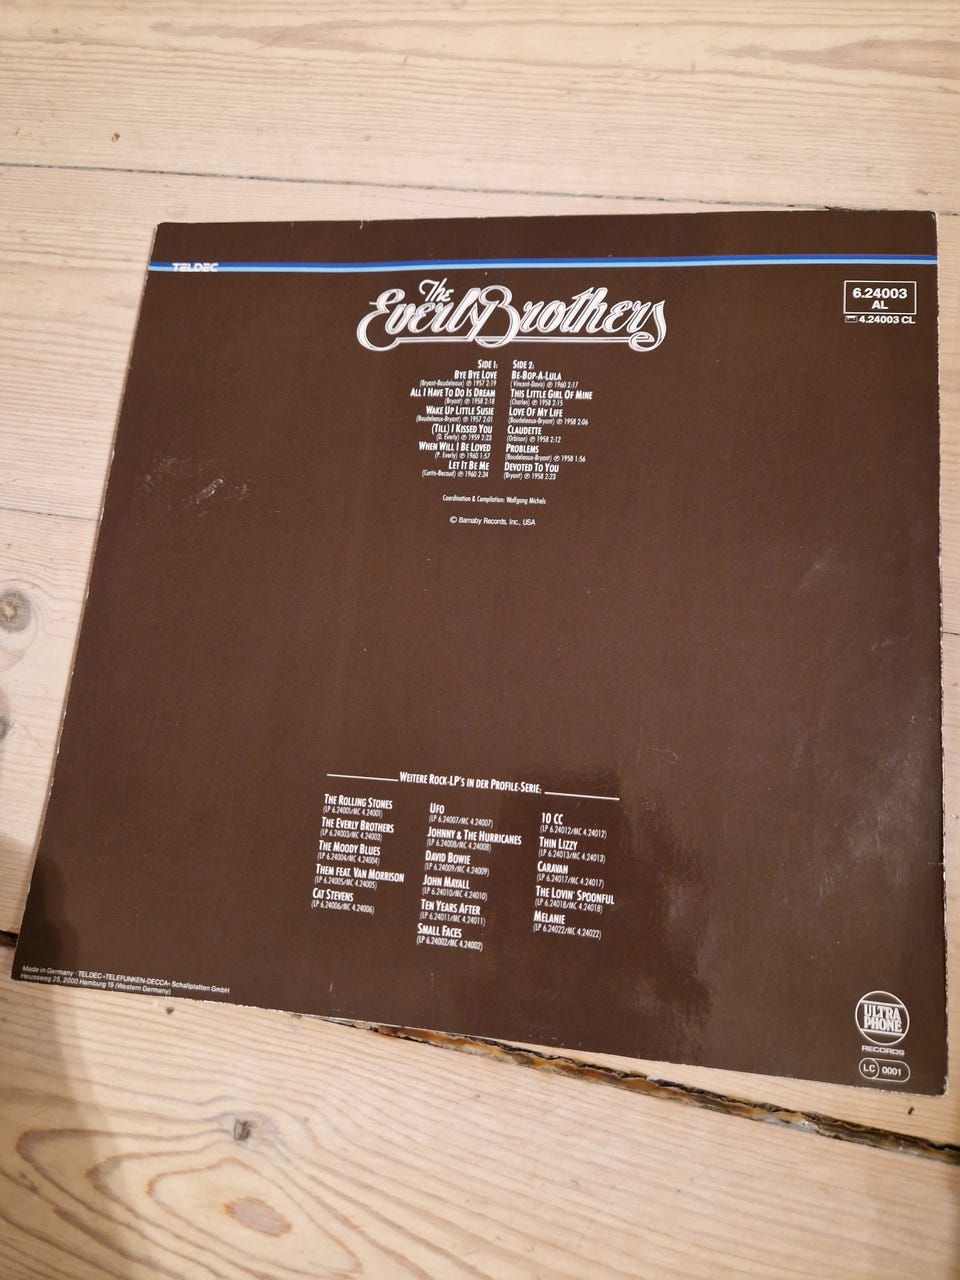 TELDEC
The
Everly Brothers
6.24003
AL
4.24003 CL
SIDE 1:
BYE BYE LOVE
(Bryant-Boudeleaux) ℗ 1957 2:19
ALL I HAVE TO DO IS DREAM
(Bryant) ℗ 1958 2:18
WAKE UP LITTLE SUSIE
(Boudeleaux-Bryant) ℗ 1957 2:01
(TILL) I KISSED YOU
(D. Everly) ℗ 1959 2:23
WHEN WILL I BE LOVED
(P. Everly) ℗ 1960 1:57
LET IT BE ME
(Curtis-Becaud) ℗ 1960 2:34
SIDE 2:
BE-BOP-A-LULA
(Vincent-Davis) ℗ 1960 2:17
THIS LITTLE GIRL OF MINE
(Charles) ℗ 1958 2:15
LOVE OF MY LIFE
(Boudeleaux-Bryant) ℗ 1958 2:06
CLAUDETTE
(Orbison) ℗ 1958 2:12
PROBLEMS
(Boudeleaux-Bryant) ℗ 1958 1:56
DEVOTED TO YOU
(Bryant) ℗ 1958 2:23
Coordination & Compilation: Wolfgang Michels
© Barnaby Records, Inc., USA
WEITERE ROCK-LP'S IN DER PROFILE-SERIE:
THE ROLLING STONES
(LP 6.24001/MC 4.24001)
THE EVERLY BROTHERS
(LP 6.24003/MC 4.24003)
THE MOODY BLUES
(LP 6.24004/MC 4.24004)
THEM FEAT. VAN MORRISON
(LP 6.24005/MC 4.24005)
CAT STEVENS
(LP 6.24006/MC 4.24006)
UFO
(LP 6.24007/MC 4.24007)
JOHNNY & THE HURRICANES
(LP 6.24008/MC 4.24008)
DAVID BOWIE
(LP 6.24009/MC 4.24009)
JOHN MAYALL
(LP 6.24010/MC 4.24010)
TEN YEARS AFTER
(LP 6.24011/MC 4.24011)
SMALL FACES
(LP 6.24002/MC 4.24002)
10 CC
(LP 6.24012/MC 4.24012)
THIN LIZZY
(LP 6.24013/MC 4.24013)
CARAVAN
(LP 6.24017/MC 4.24017)
THE LOVIN' SPOONFUL
(LP 6.24018/MC 4.24018)
MELANIE
(LP 6.24022/MC 4.24022)
Made in Germany · TELDEC »TELEFUNKEN-DECCA« Schallplatten GmbH
Heussweg 25, 2000 Hamburg 19 (Western Germany)
ULTRA
PHONE
RECORDS
LC 0001